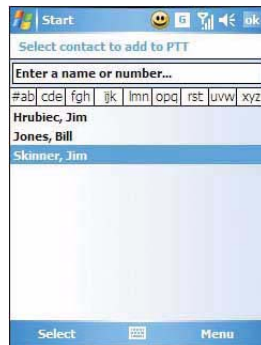 Start G ok
Select contact to add to PTT
Enter a name or number...
#ab cde fgh ijk lmn opq rst uvw xyz
Hrubiec, Jim
Jones, Bill
Skinner, Jim
Select Menu